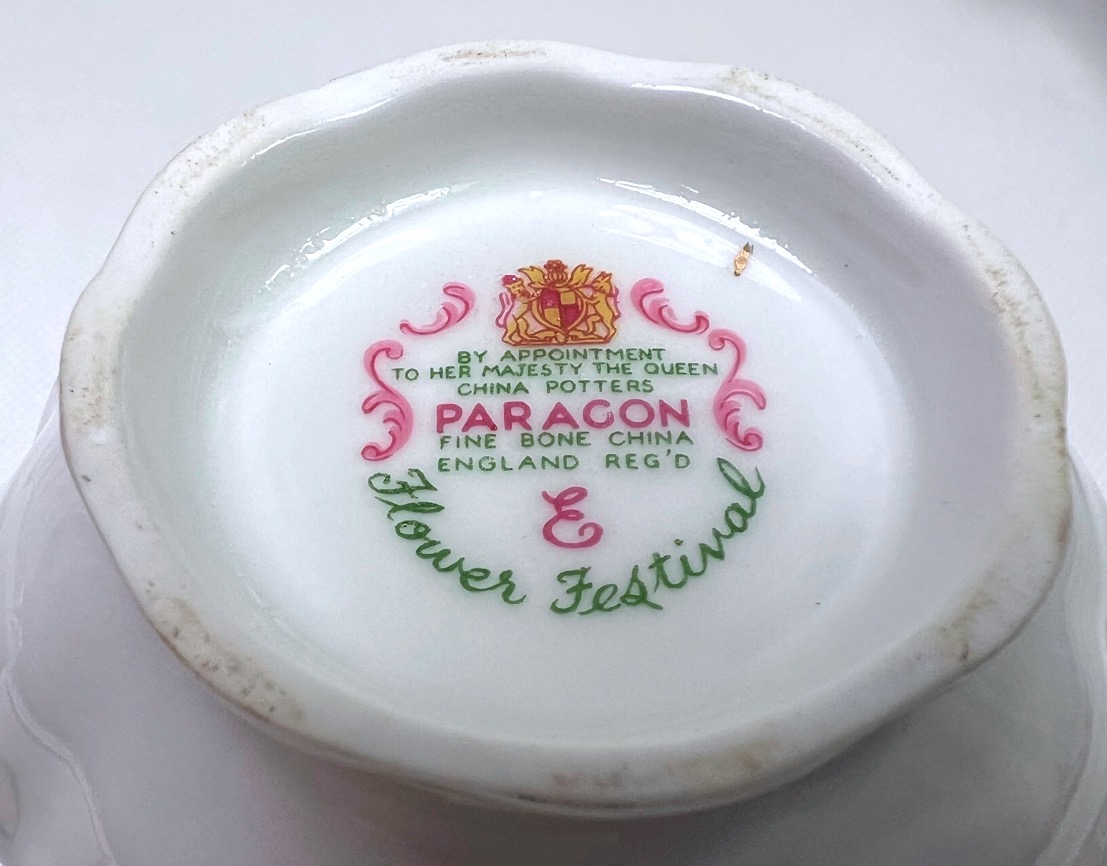 BY APPOINTMENT
TO HER MAJESTY THE QUEEN
CHINA POTTERS
PARAGON
FINE BONE CHINA
ENGLAND REG'D
E
Flower Festival